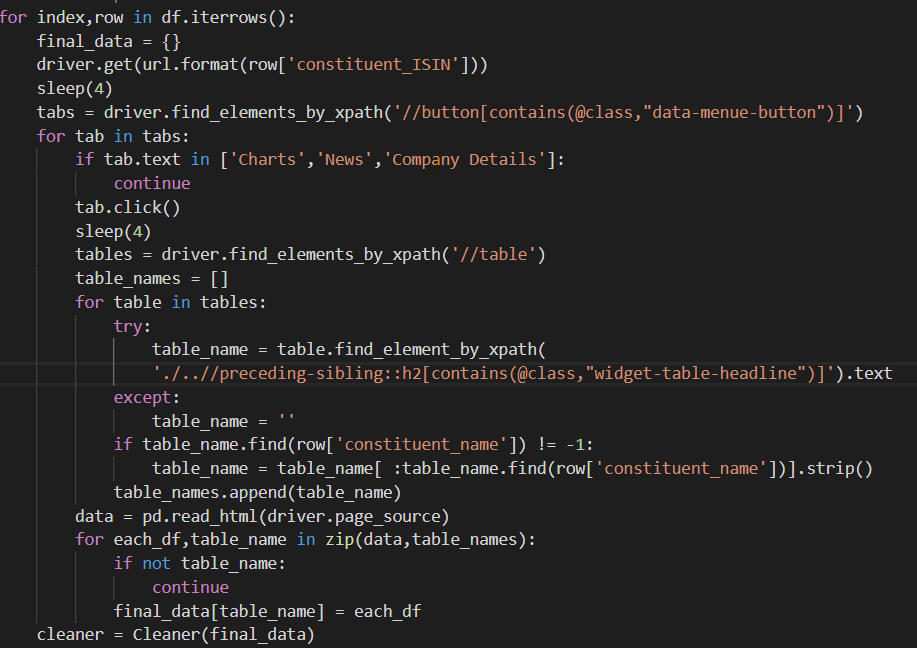 for index,row in df.iterrows():
    final_data = {}
    driver.get(url.format(row['constituent_ISIN']))
    sleep(4)
    tabs = driver.find_elements_by_xpath('//button[contains(@class,"data-menue-button")]')
    for tab in tabs:
        if tab.text in ['Charts','News','Company Details']:
            continue
        tab.click()
        sleep(4)
        tables = driver.find_elements_by_xpath('//table')
        table_names = []
        for table in tables:
            try:
                table_name = table.find_element_by_xpath(
                './..//preceding-sibling::h2[contains(@class,"widget-table-headline")]').text
            except:
                table_name = ''
            if table_name.find(row['constituent_name']) != -1:
                table_name = table_name[ :table_name.find(row['constituent_name'])].strip()
            table_names.append(table_name)
        data = pd.read_html(driver.page_source)
        for each_df,table_name in zip(data,table_names):
            if not table_name:
                continue
            final_data[table_name] = each_df
    cleaner = Cleaner(final_data)